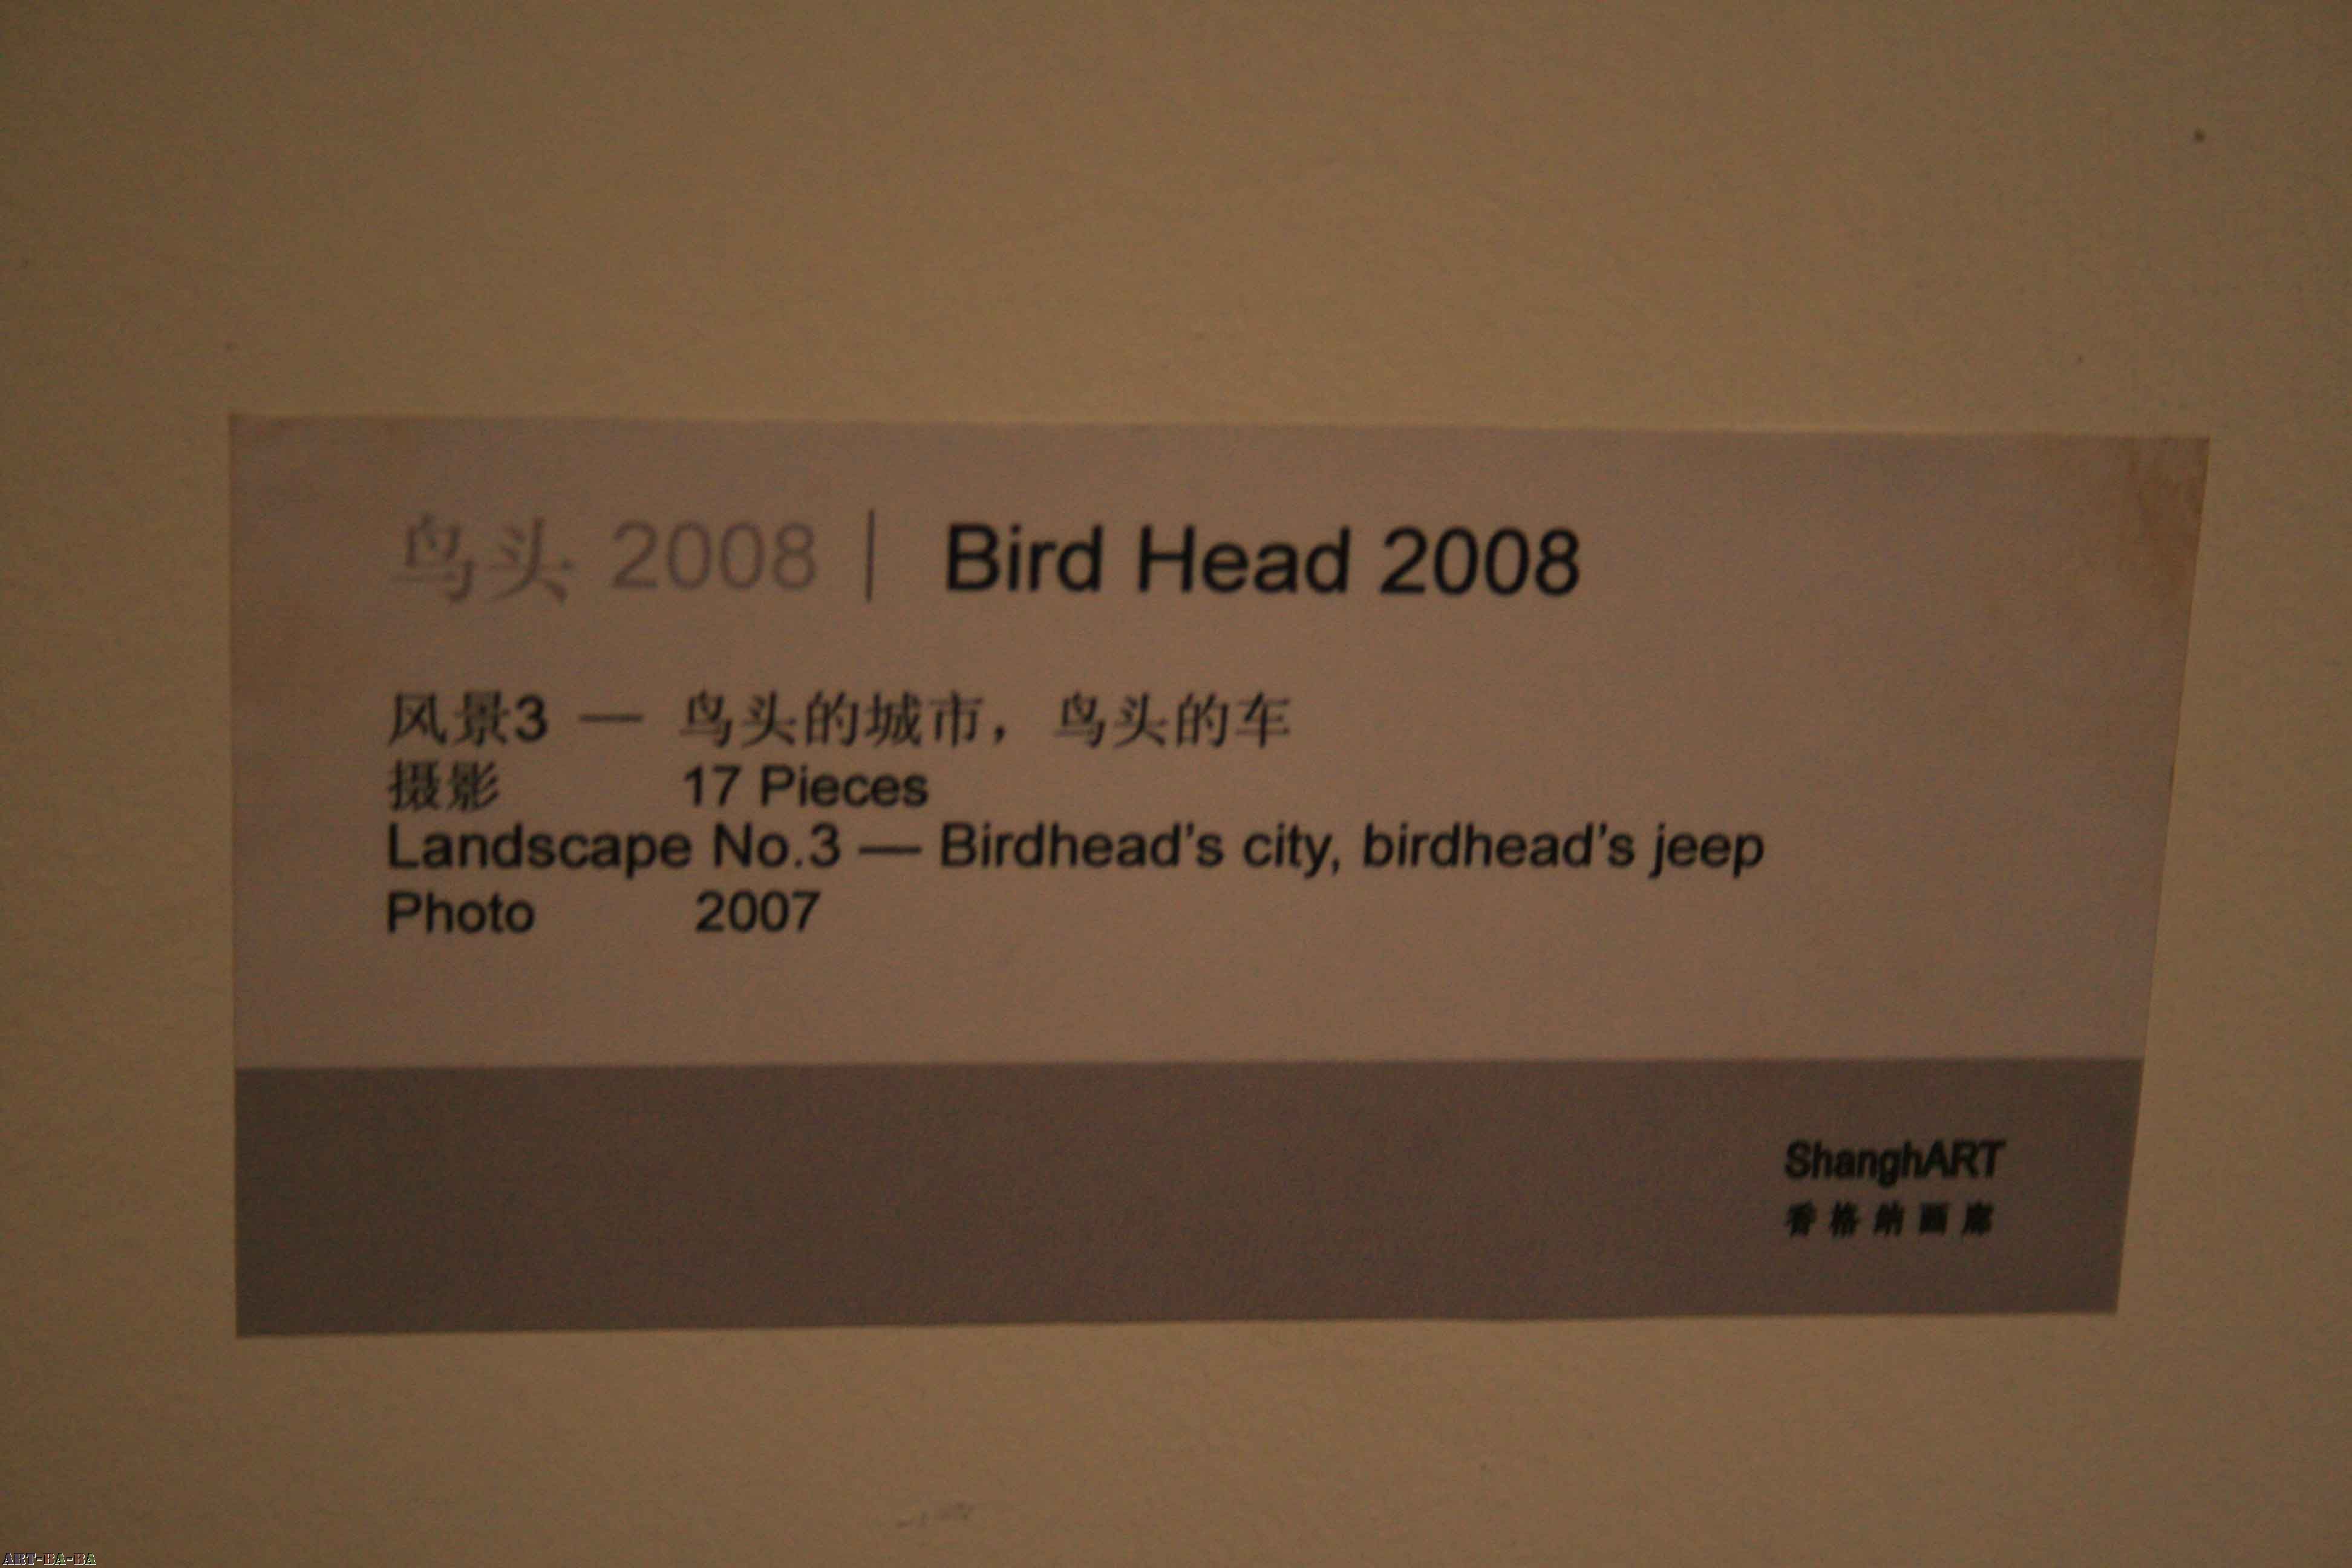 鸟头 2008 | Bird Head 2008
风景3 — 鸟头的城市，鸟头的车
摄影 17 Pieces
Landscape No.3 — Birdhead's city, birdhead's jeep
Photo 2007
ShanghART
香格纳画廊
ART-BA-BA